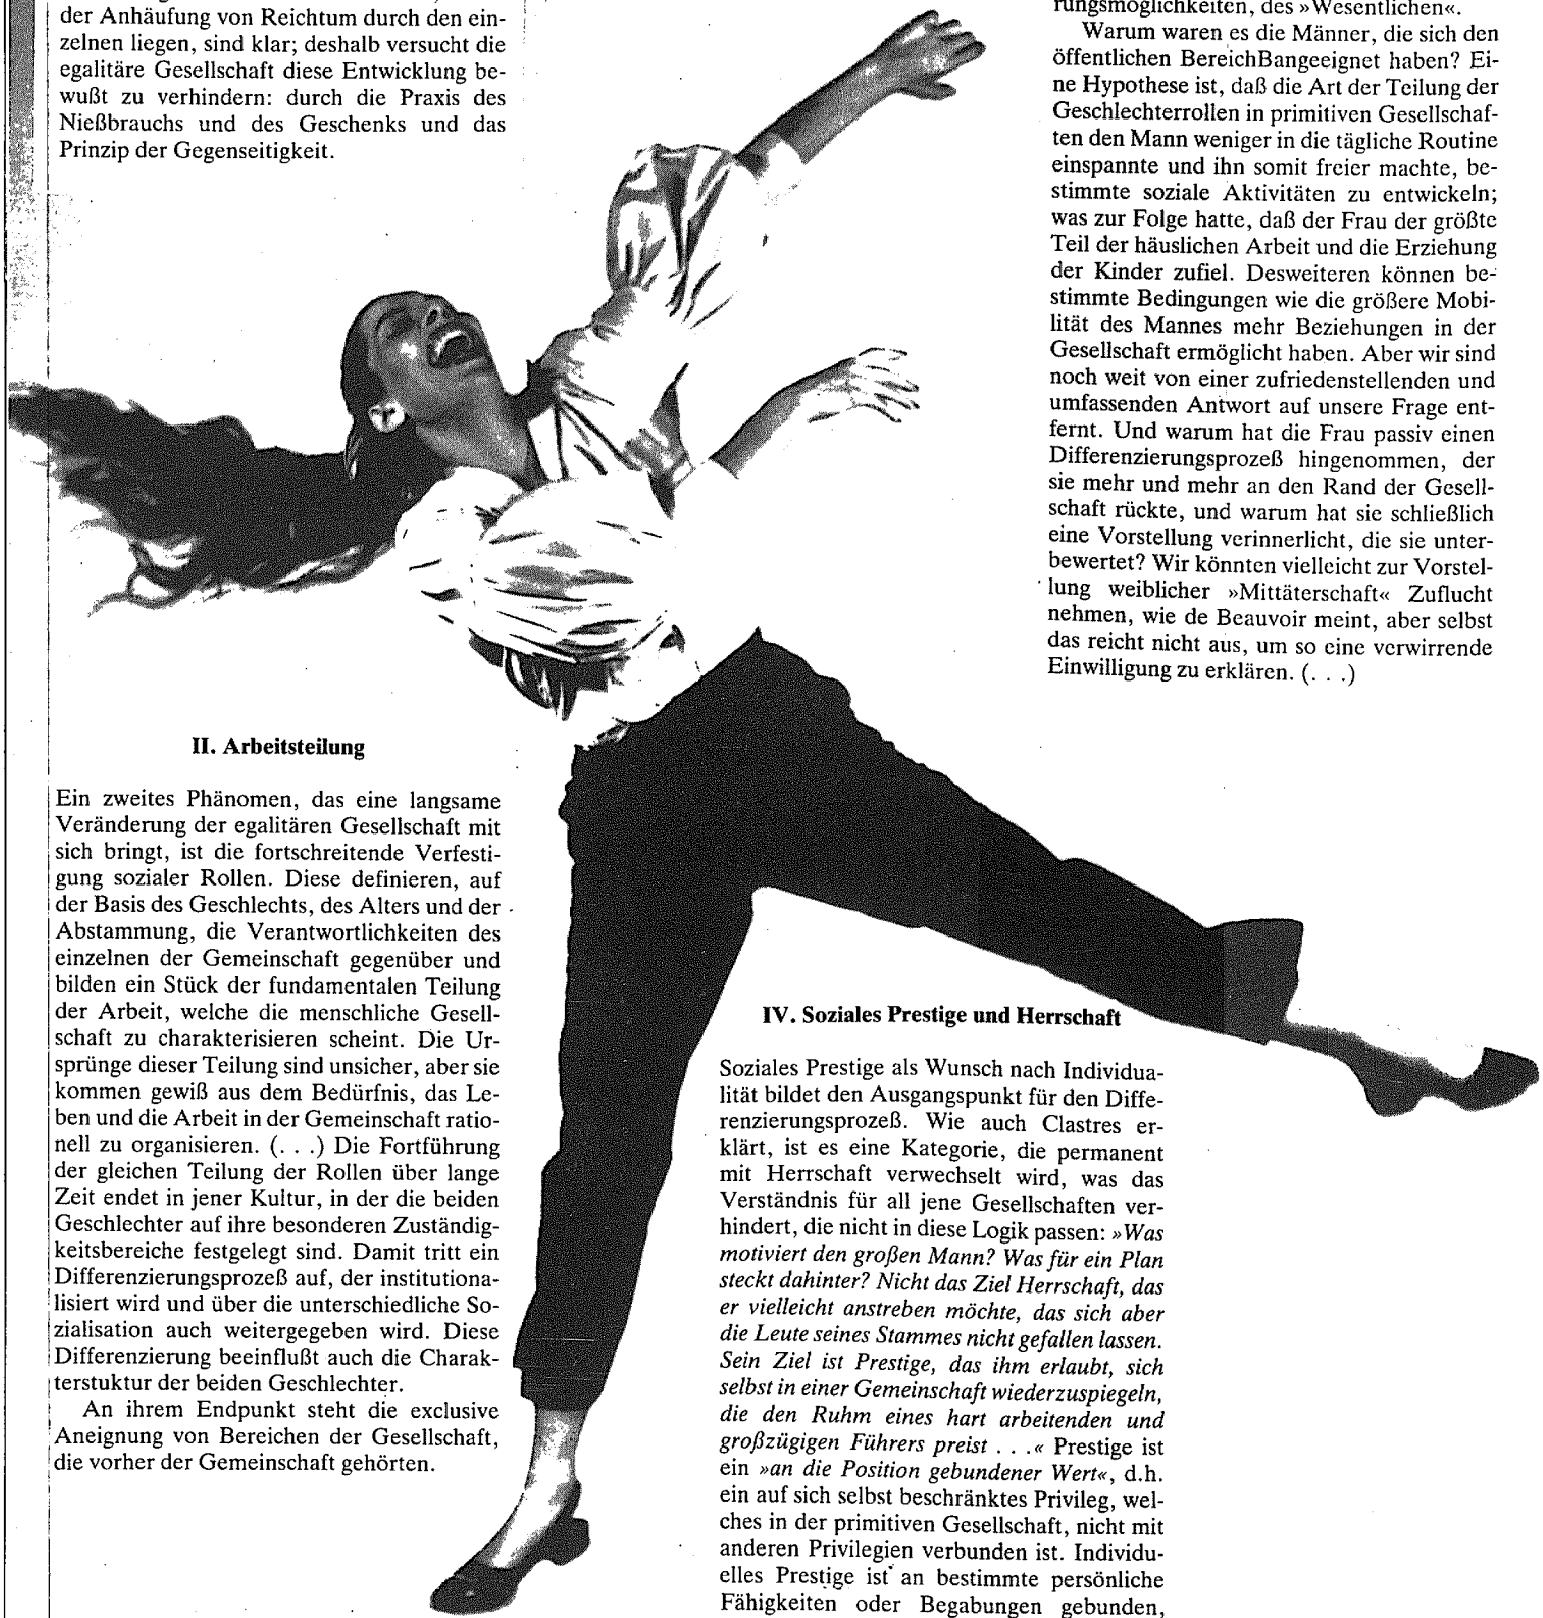 der Anhäufung von Reichtum durch den ein-
zelnen liegen, sind klar; deshalb versucht die
egalitäre Gesellschaft diese Entwicklung be-
wußt zu verhindern: durch die Praxis des
Nießbrauchs und des Geschenks und das
Prinzip der Gegenseitigkeit.
II. Arbeitsteilung
Ein zweites Phänomen, das eine langsame
Veränderung der egalitären Gesellschaft mit
sich bringt, ist die fortschreitende Verfesti-
gung sozialer Rollen. Diese definieren, auf
der Basis des Geschlechts, des Alters und der
Abstammung, die Verantwortlichkeiten des
einzelnen der Gemeinschaft gegenüber und
bilden ein Stück der fundamentalen Teilung
der Arbeit, welche die menschliche Gesell-
schaft zu charakterisieren scheint. Die Ur-
sprünge dieser Teilung sind unsicher, aber sie
kommen gewiß aus dem Bedürfnis, das Le-
ben und die Arbeit in der Gemeinschaft ratio-
nell zu organisieren. (. . .) Die Fortführung
der gleichen Teilung der Rollen über lange
Zeit endet in jener Kultur, in der die beiden
Geschlechter auf ihre besonderen Zuständig-
keitsbereiche festgelegt sind. Damit tritt ein
Differenzierungsprozeß auf, der institutiona-
lisiert wird und über die unterschiedliche So-
zialisation auch weitergegeben wird. Diese
Differenzierung beeinflußt auch die Charak-
terstuktur der beiden Geschlechter.
An ihrem Endpunkt steht die exclusive
Aneignung von Bereichen der Gesellschaft,
die vorher der Gemeinschaft gehörten.
rungsmöglichkeiten, des »Wesentlichen«.
Warum waren es die Männer, die sich den
öffentlichen BereichBangeeignet haben? Ei-
ne Hypothese ist, daß die Art der Teilung der
Geschlechterrollen in primitiven Gesellschaf-
ten den Mann weniger in die tägliche Routine
einspannte und ihn somit freier machte, be-
stimmte soziale Aktivitäten zu entwickeln;
was zur Folge hatte, daß der Frau der größte
Teil der häuslichen Arbeit und die Erziehung
der Kinder zufiel. Desweiteren können be-
stimmte Bedingungen wie die größere Mobi-
lität des Mannes mehr Beziehungen in der
Gesellschaft ermöglicht haben. Aber wir sind
noch weit von einer zufriedenstellenden und
umfassenden Antwort auf unsere Frage ent-
fernt. Und warum hat die Frau passiv einen
Differenzierungsprozeß hingenommen, der
sie mehr und mehr an den Rand der Gesell-
schaft rückte, und warum hat sie schließlich
eine Vorstellung verinnerlicht, die sie unter-
bewertet? Wir könnten vielleicht zur Vorstel-
lung weiblicher »Mittäterschaft« Zuflucht
nehmen, wie de Beauvoir meint, aber selbst
das reicht nicht aus, um so eine verwirrende
Einwilligung zu erklären. (. . .)
IV. Soziales Prestige und Herrschaft
Soziales Prestige als Wunsch nach Individua-
lität bildet den Ausgangspunkt für den Diffe-
renzierungsprozeß. Wie auch Clastres er-
klärt, ist es eine Kategorie, die permanent
mit Herrschaft verwechselt wird, was das
Verständnis für all jene Gesellschaften ver-
hindert, die nicht in diese Logik passen: »Was
motiviert den großen Mann? Was für ein Plan
steckt dahinter? Nicht das Ziel Herrschaft, das
er vielleicht anstreben möchte, das sich aber
die Leute seines Stammes nicht gefallen lassen.
Sein Ziel ist Prestige, das ihm erlaubt, sich
selbst in einer Gemeinschaft wiederzuspiegeln,
die den Ruhm eines hart arbeitenden und
großzügigen Führers preist . . .« Prestige ist
ein »an die Position gebundener Wert«, d.h.
ein auf sich selbst beschränktes Privileg, wel-
ches in der primitiven Gesellschaft, nicht mit
anderen Privilegien verbunden ist. Individu-
elles Prestige ist an bestimmte persönliche
Fähigkeiten oder Begabungen gebunden,